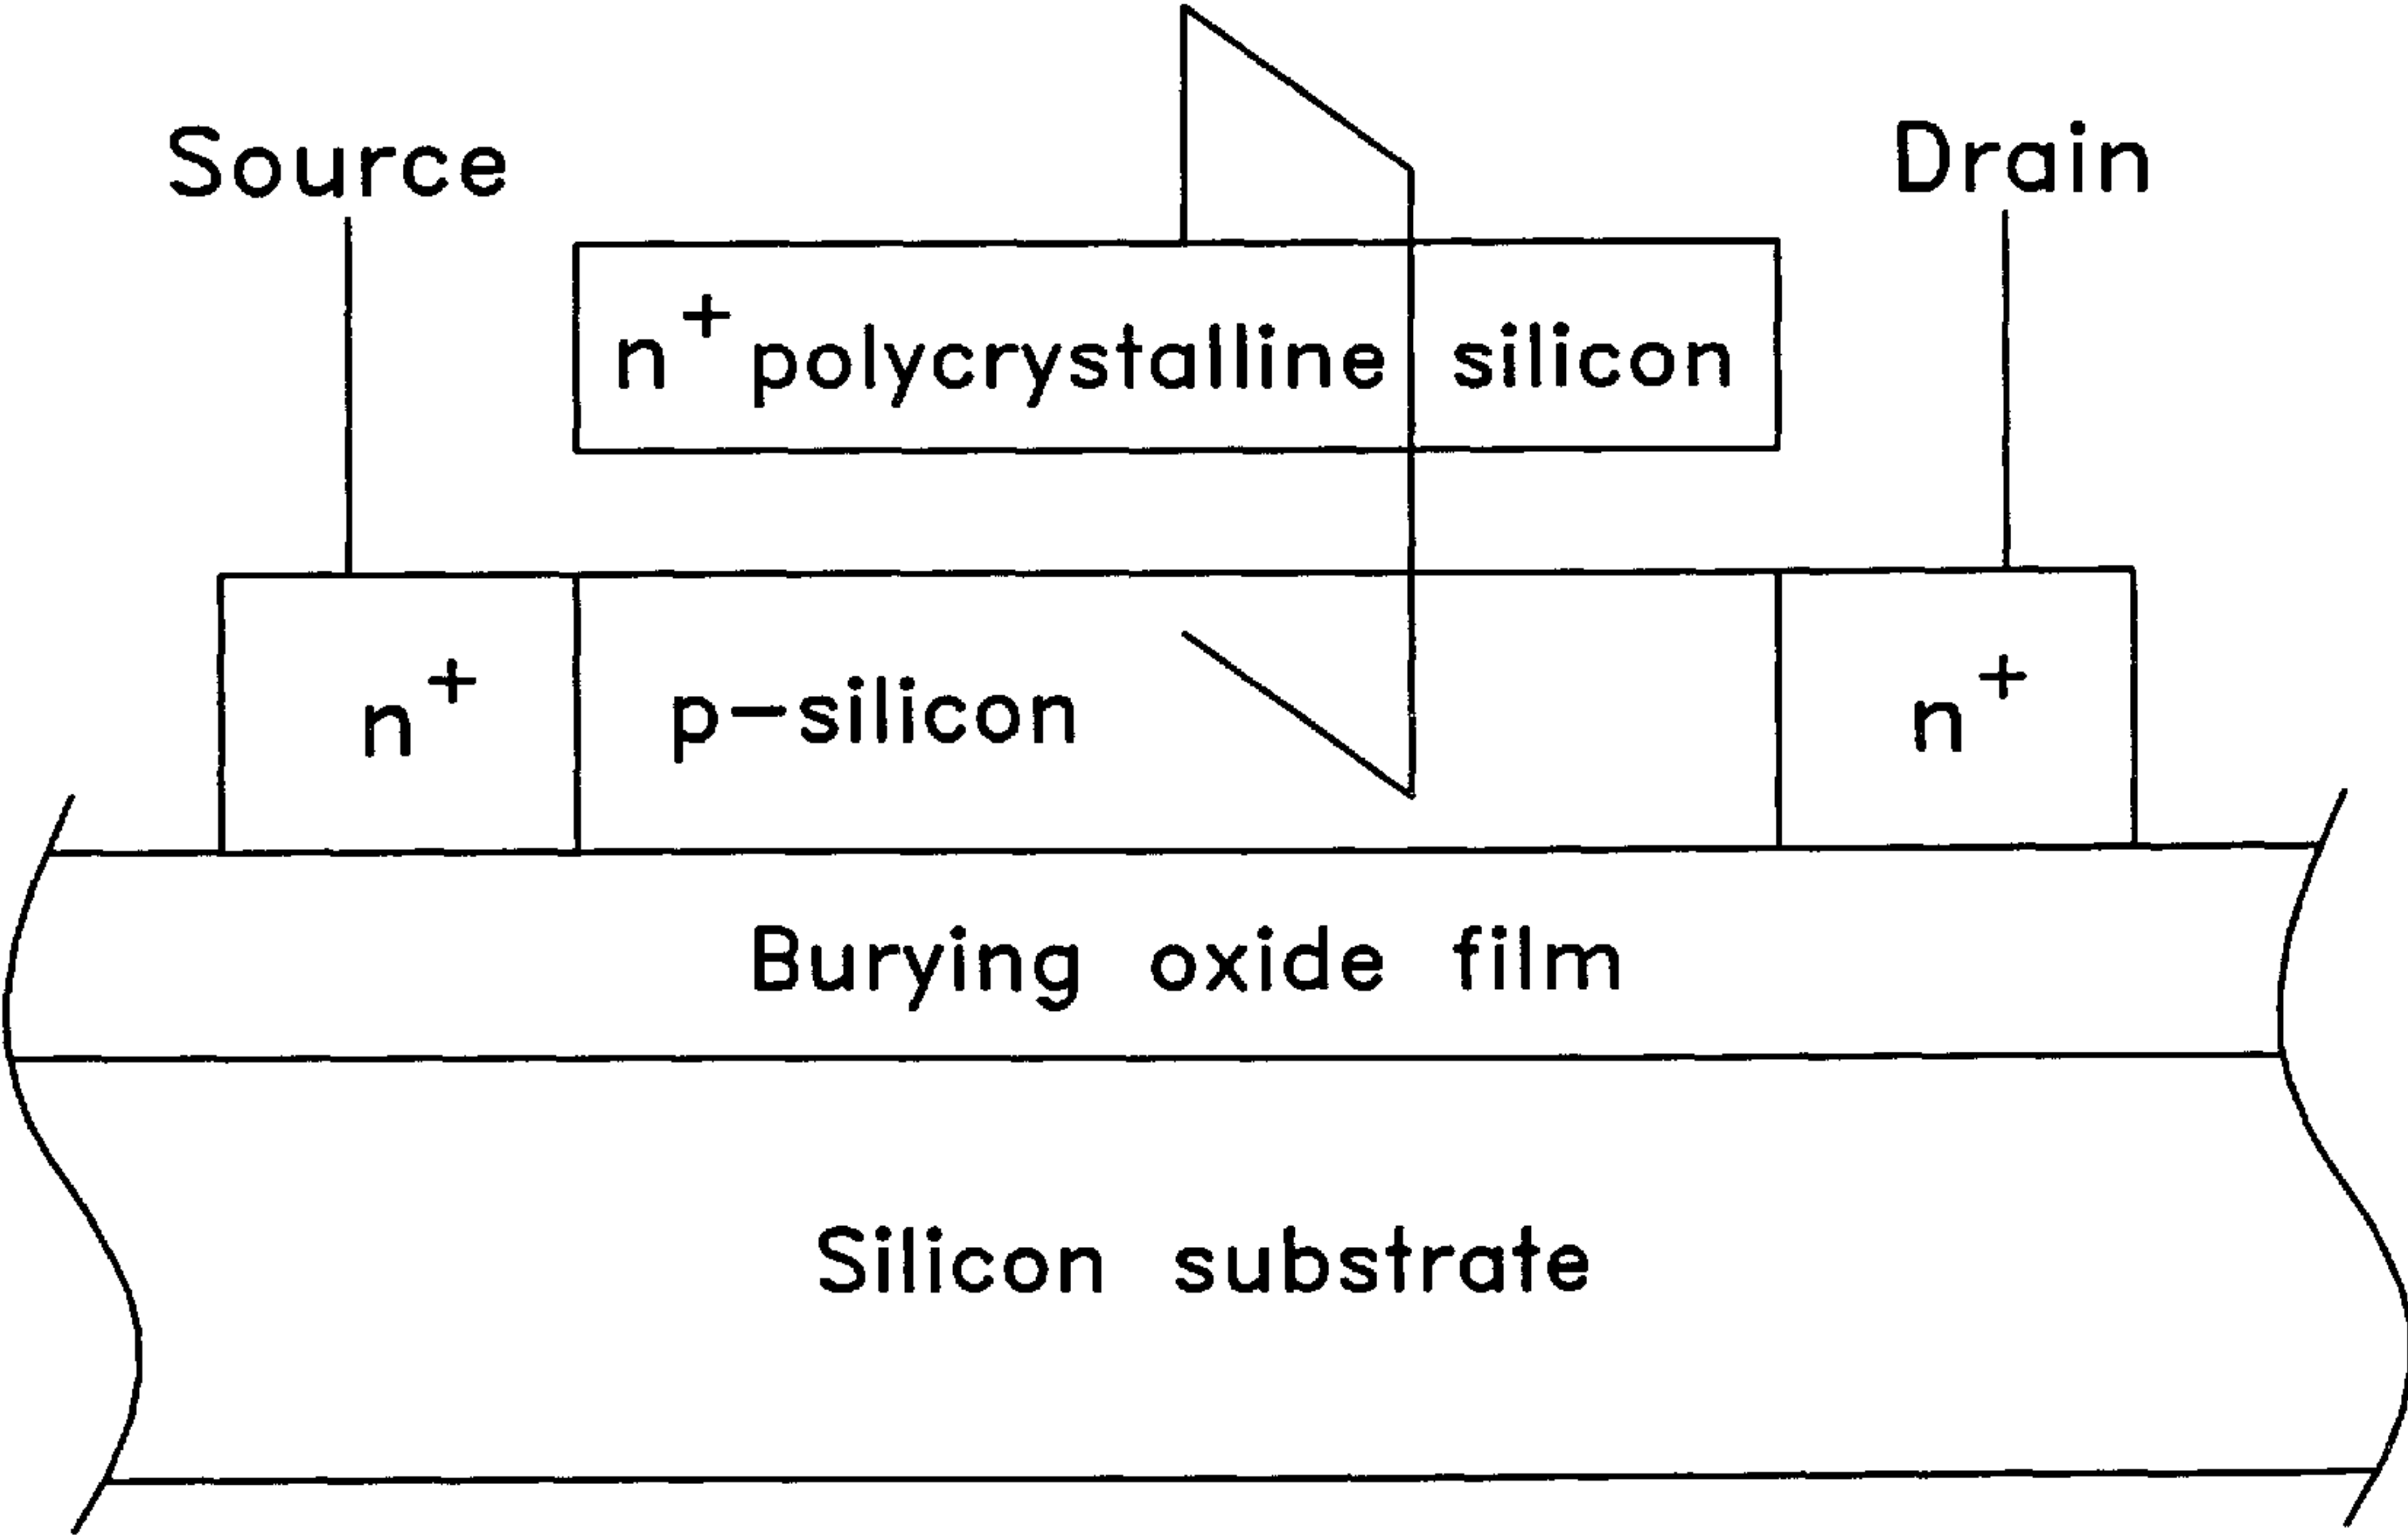 Source
Drain
n+ polycrystalline silicon
n+
p-silicon
n+
Burying oxide film
Silicon substrate